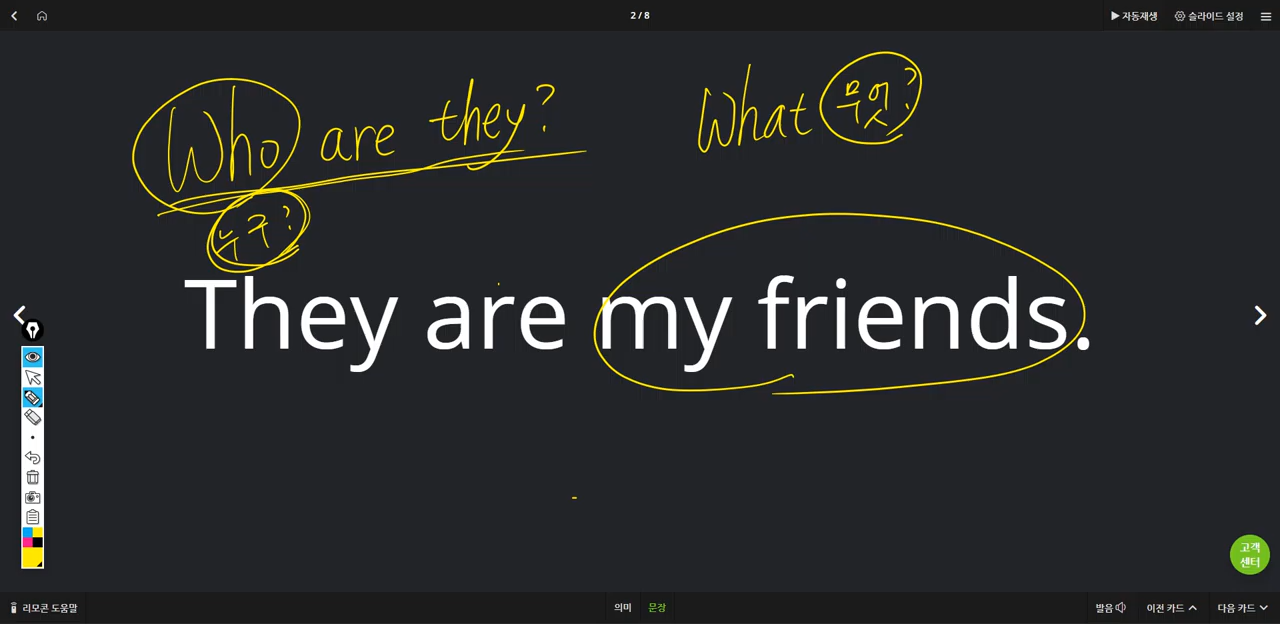 2 / 8
자동재생
슬라이드 설정
Who are they?
What 무엇?
누구?
They are my friends.
고객
센터
리모콘 도움말
의미
문장
발음
이전 카드
다음 카드